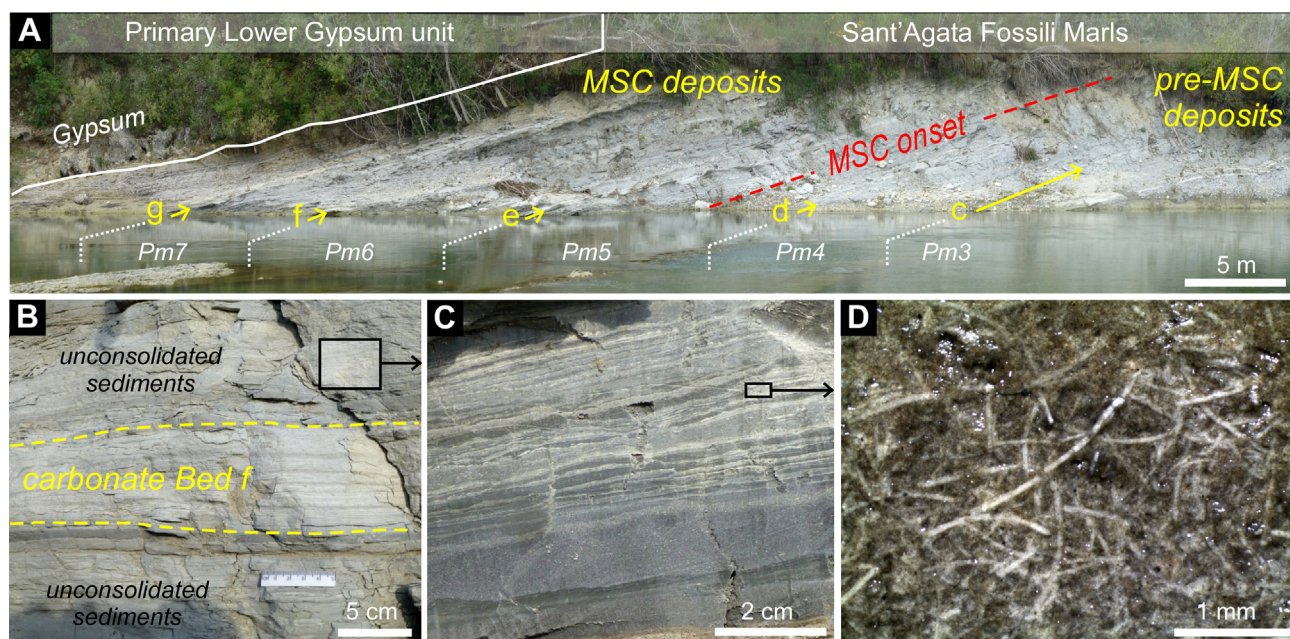 A
Primary Lower Gypsum unit
Sant'Agata Fossili Marls
MSC deposits
pre-MSC
deposits
Gypsum
MSC onset
g
f
e
d
c
Pm7
Pm6
Pm5
Pm4
Pm3
5 m
B
unconsolidated
sediments
carbonate Bed f
unconsolidated
sediments
5 cm
C
2 cm
D
1 mm